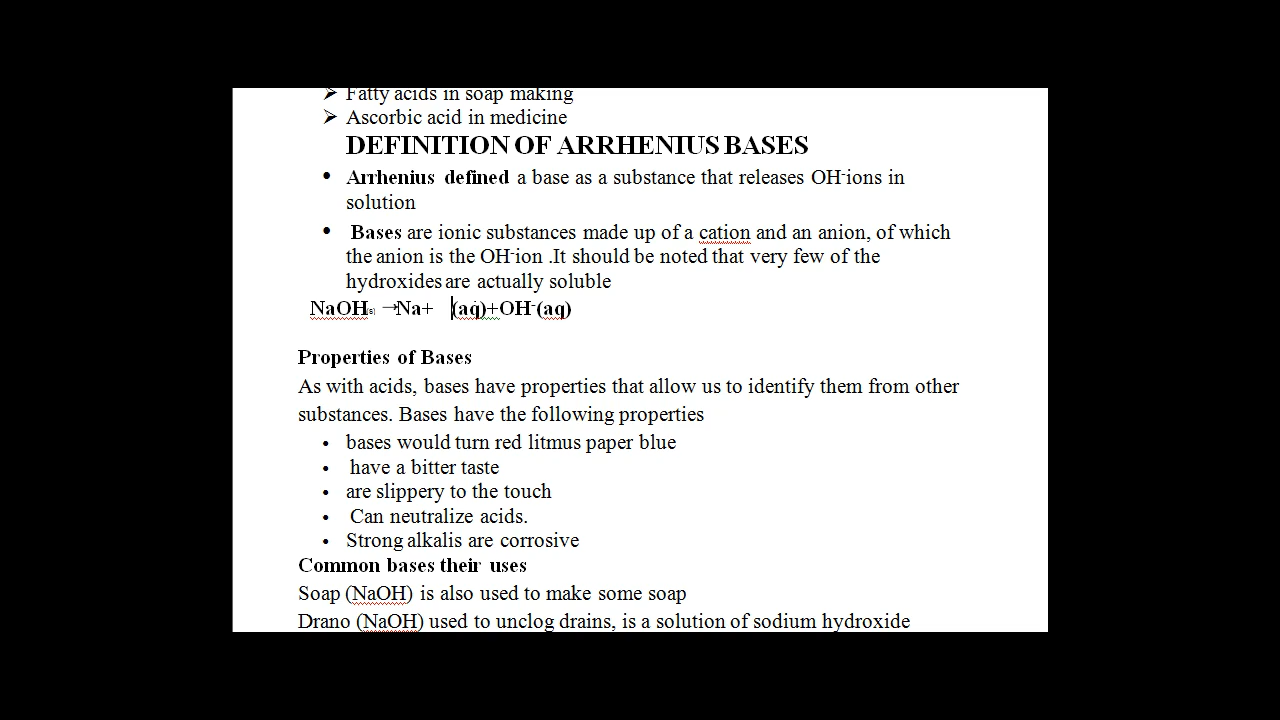 ➢ Fatty acids in soap making
➢ Ascorbic acid in medicine
DEFINITION OF ARRHENIUS BASES
• Arrhenius defined a base as a substance that releases OH⁻ions in
solution
• Bases are ionic substances made up of a cation and an anion, of which
the anion is the OH⁻ion .It should be noted that very few of the
hydroxides are actually soluble
NaOH(s) →Na+ (aq)+OH⁻(aq)
Properties of Bases
As with acids, bases have properties that allow us to identify them from other
substances. Bases have the following properties
• bases would turn red litmus paper blue
• have a bitter taste
• are slippery to the touch
• Can neutralize acids.
• Strong alkalis are corrosive
Common bases their uses
Soap (NaOH) is also used to make some soap
Drano (NaOH) used to unclog drains, is a solution of sodium hydroxide